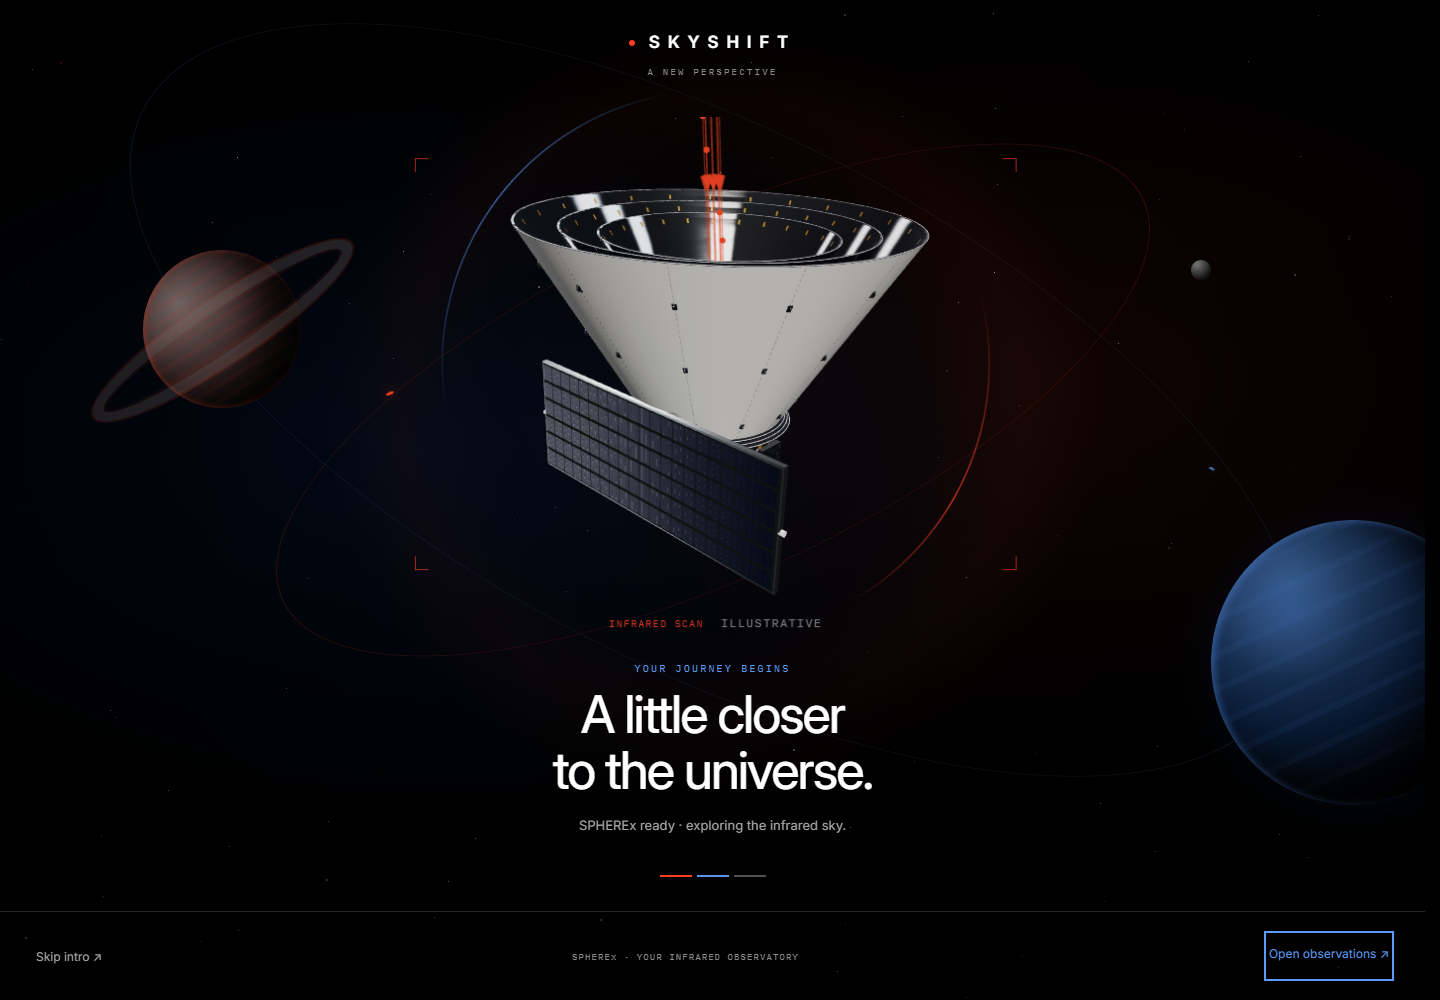 SKYSHIFT
A NEW PERSPECTIVE
INFRARED SCAN ILLUSTRATIVE
YOUR JOURNEY BEGINS
A little closer
to the universe.
SPHEREx ready · exploring the infrared sky.
Skip intro ↗
SPHEREx · YOUR INFRARED OBSERVATORY
Open observations ↗